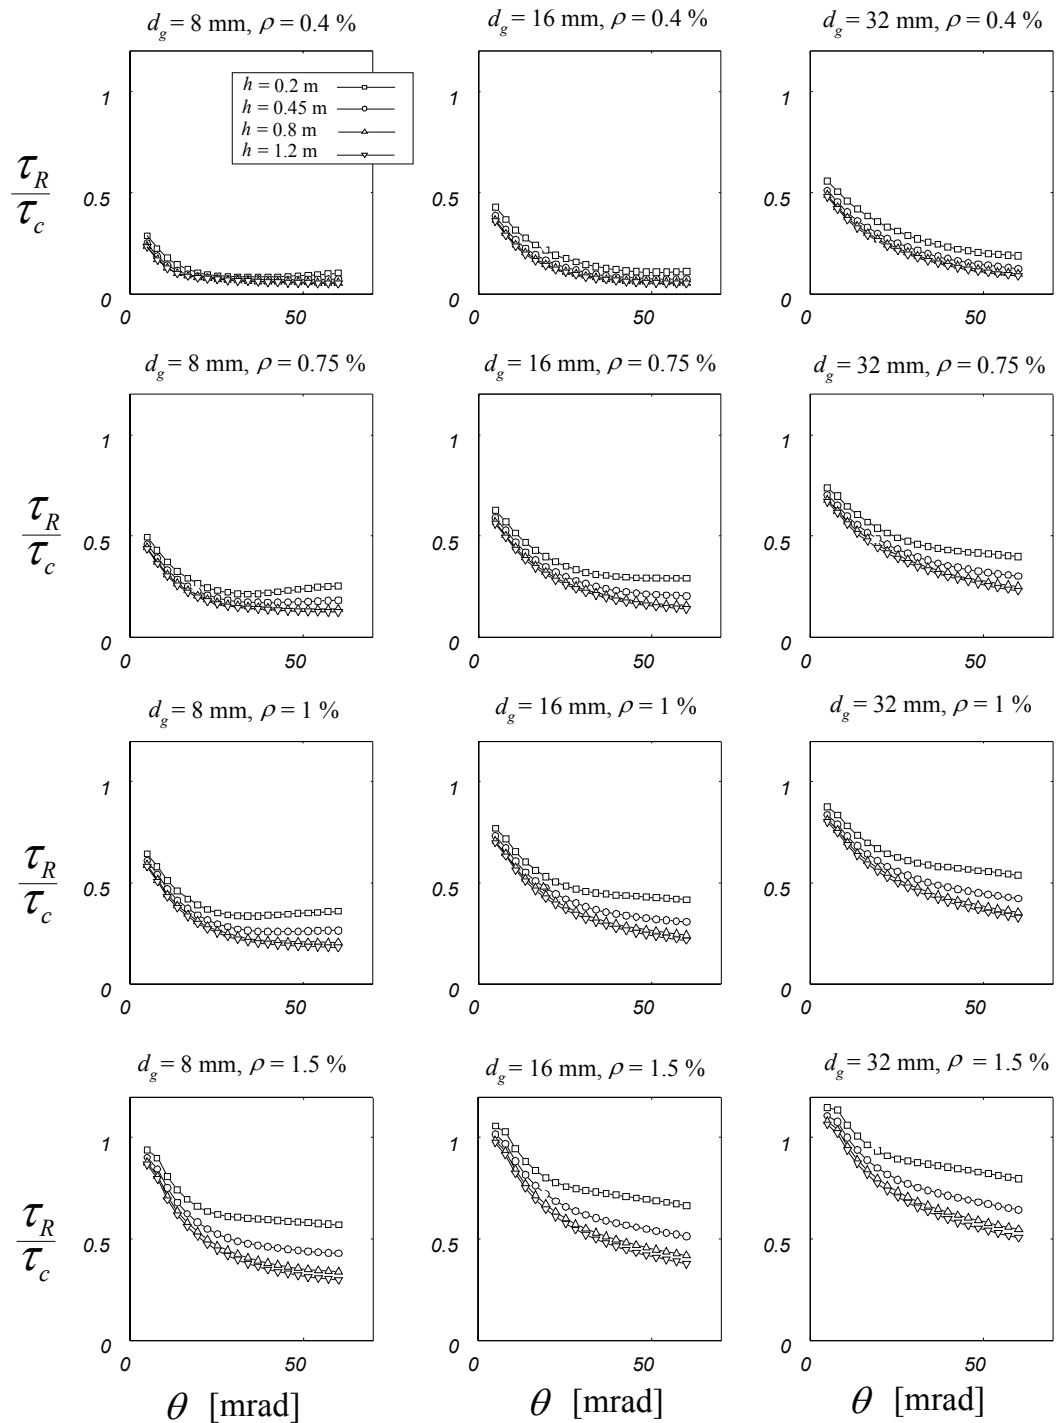 d_g = 8 mm, ρ = 0.4 %
d_g = 16 mm, ρ = 0.4 %
d_g = 32 mm, ρ = 0.4 %
h = 0.2 m
h = 0.45 m
h = 0.8 m
h = 1.2 m
τ_R
τ_c
1
0.5
0
0
50
1
0.5
0
0
50
1
0.5
0
0
50
d_g = 8 mm, ρ = 0.75 %
d_g = 16 mm, ρ = 0.75 %
d_g = 32 mm, ρ = 0.75 %
τ_R
τ_c
1
0.5
0
0
50
1
0.5
0
0
50
1
0.5
0
0
50
d_g = 8 mm, ρ = 1 %
d_g = 16 mm, ρ = 1 %
d_g = 32 mm, ρ = 1 %
τ_R
τ_c
1
0.5
0
0
50
1
0.5
0
0
50
1
0.5
0
0
50
d_g = 8 mm, ρ = 1.5 %
d_g = 16 mm, ρ = 1.5 %
d_g = 32 mm, ρ = 1.5 %
τ_R
τ_c
1
0.5
0
0
50
1
0.5
0
0
50
1
0.5
0
0
50
θ [mrad]
θ [mrad]
θ [mrad]